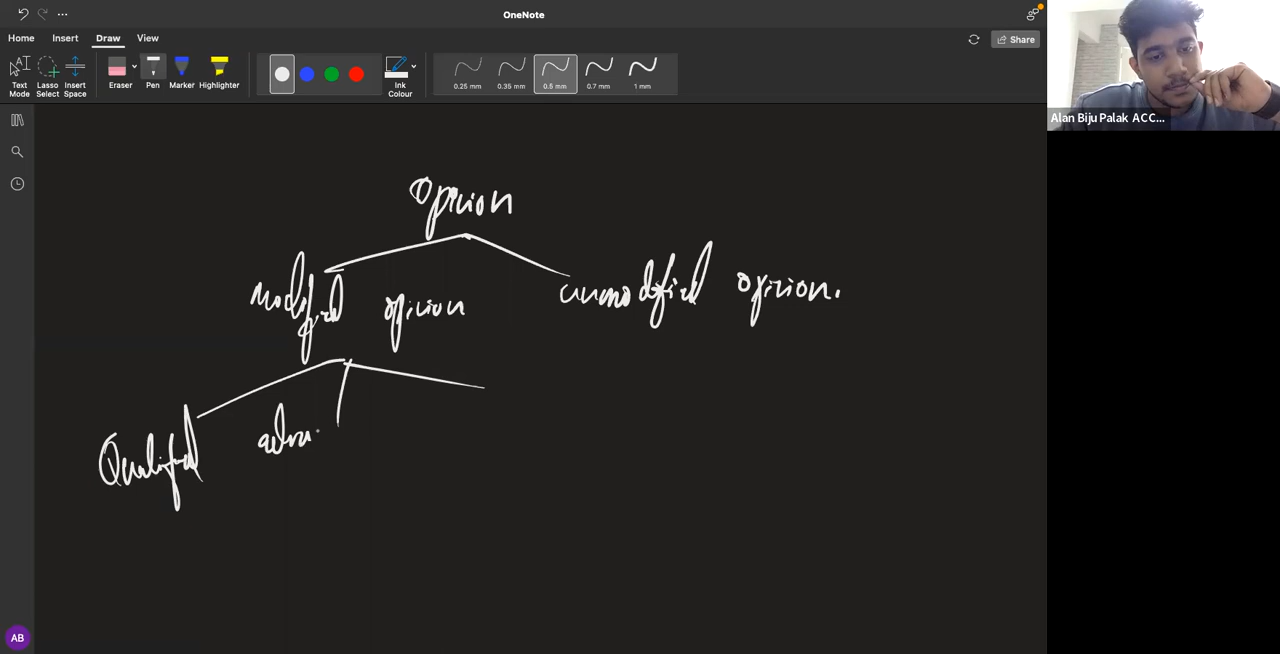 OneNote
Home Insert Draw View
Share
Text Mode
Lasso Select
Insert Space
Eraser
Pen
Marker
Highlighter
Ink Colour
0.25 mm
0.35 mm
0.5 mm
0.7 mm
1 mm
Alan Biju Palak ACC...
Opinion
Modified opinion
unmodified opinion.
Qualified
AB